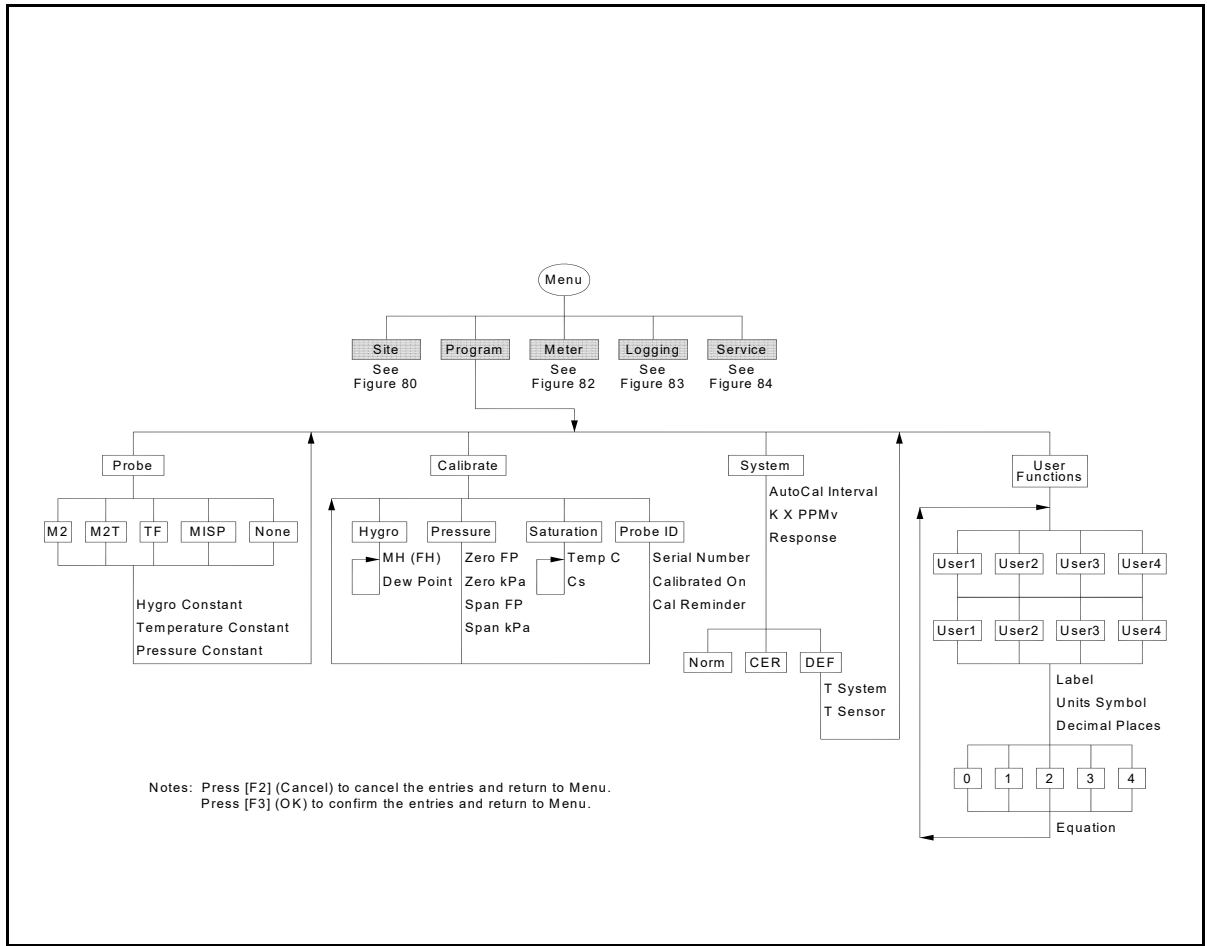 Menu
Site
Program
Meter
Logging
Service
See
Figure 80
See
Figure 82
See
Figure 83
See
Figure 84
Probe
Calibrate
System
User
Functions
M2
M2T
TF
MISP
None
Hygro Constant
Temperature Constant
Pressure Constant
Hygro
Pressure
Saturation
Probe ID
MH (FH)
Dew Point
Zero FP
Zero kPa
Span FP
Span kPa
Temp C
Cs
Serial Number
Calibrated On
Cal Reminder
AutoCal Interval
K X PPMv
Response
Norm
CER
DEF
T System
T Sensor
User1
User2
User3
User4
User1
User2
User3
User4
Label
Units Symbol
Decimal Places
0
1
2
3
4
Equation
Notes: Press [F2] (Cancel) to cancel the entries and return to Menu.
Press [F3] (OK) to confirm the entries and return to Menu.